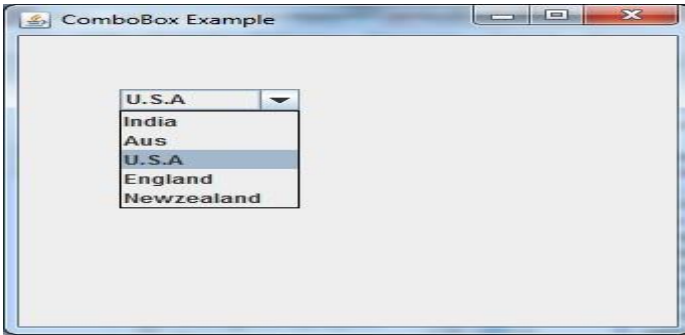 ComboBox Example
U.S.A
India
Aus
U.S.A
England
Newzealand